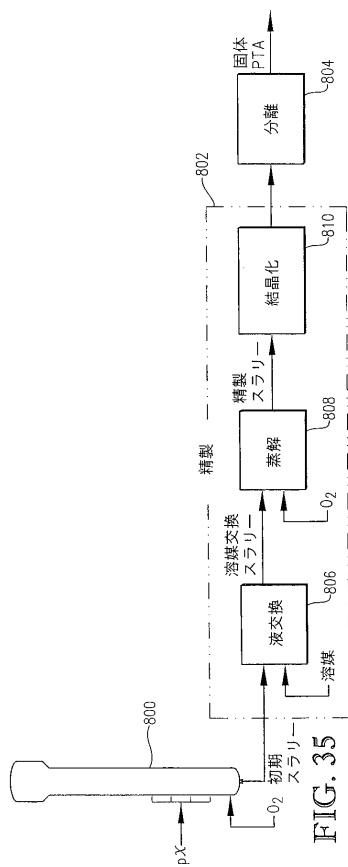 800
pX
O2
初期
スラリー
802
精製
液交換
806
溶媒
溶媒交換
スラリー
蒸解
808
O2
精製
スラリー
結晶化
810
分離
804
固体
PTA
FIG. 35